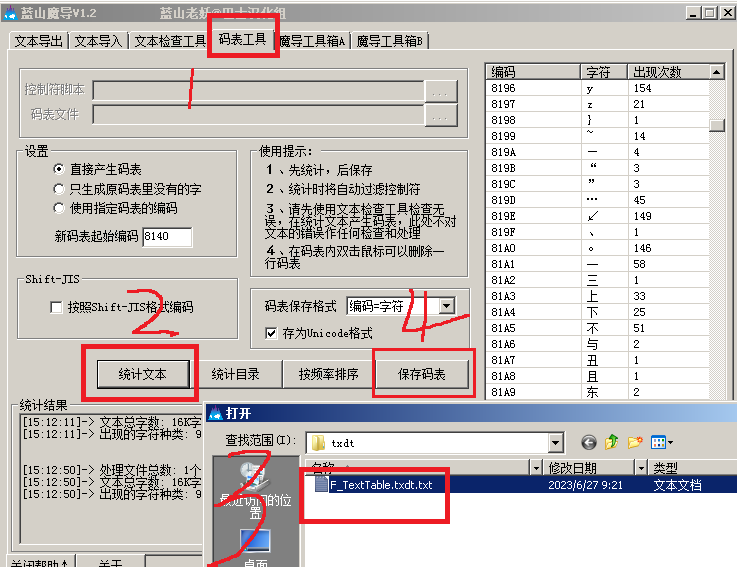 蓝山魔导V1.2 蓝山老妖@巴士汉化组
文本导出 文本导入 文本检查工具 码表工具 魔导工具箱A 魔导工具箱B
1
控制符脚本 ...
码表文件 ...
设置
直接产生码表
只生成原码表里没有的字
使用指定码表的编码
新码表起始编码 8140
使用提示:
1、先统计，后保存
2、统计时将自动过滤控制符
3、请先使用文本检查工具检查无
误，在统计文本产生码表，此处不对
文本的错误作任何检查和处理
4、在码表内双击鼠标可以删除一
行码表
Shift-JIS
按照Shift-JIS格式编码
2
码表保存格式 编码=字符
存为Unicode格式
4
统计文本 统计目录 按频率排序 保存码表
编码 字符 出现次数
8196 y 154
8197 z 21
8198 } 1
8199 ~ 14
819A — 4
819B “ 3
819C ” 3
819D … 45
819E ↙ 149
819F 、 1
81A0 。 146
81A1 一 58
81A2 三 1
81A3 上 33
81A4 下 25
81A5 不 51
81A6 与 2
81A7 丑 1
81A8 且 1
81A9 东 2
统计结果
[15:12:11]-> 文本总字数: 16K字
[15:12:11]-> 出现的字符种类: 9
[15:12:50]-> 处理文件总数: 1个
[15:12:50]-> 文本总字数: 16K字
[15:12:50]-> 出现的字符种类: 9
关闭帮助↑ 关于
打开
查找范围(I): txdt
3
最近访问的位
置
桌面
名称 修改日期 类型
F_TextTable.txdt.txt 2023/6/27 9:21 文本文档